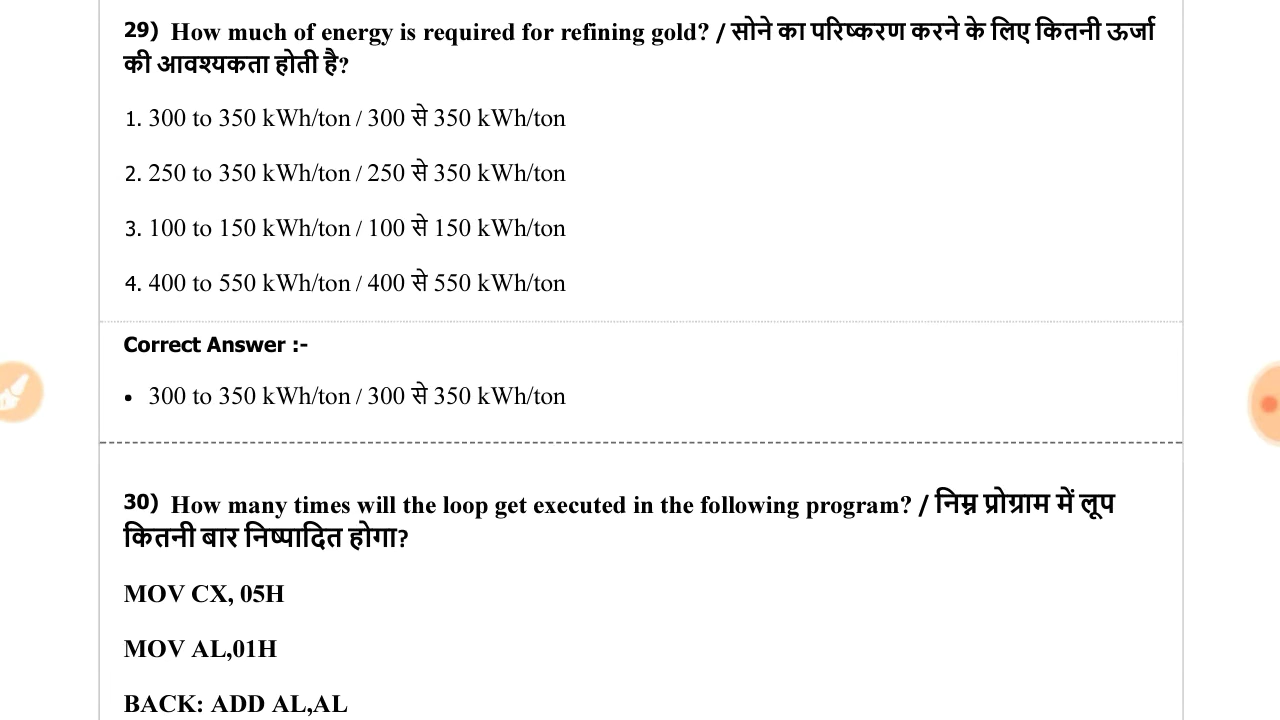 29) How much of energy is required for refining gold? / सोने का परिष्करण करने के लिए कितनी ऊर्जा
की आवश्यकता होती है?
1. 300 to 350 kWh/ton / 300 से 350 kWh/ton
2. 250 to 350 kWh/ton / 250 से 350 kWh/ton
3. 100 to 150 kWh/ton / 100 से 150 kWh/ton
4. 400 to 550 kWh/ton / 400 से 550 kWh/ton
Correct Answer :-
• 300 to 350 kWh/ton / 300 से 350 kWh/ton
30) How many times will the loop get executed in the following program? / निम्न प्रोग्राम में लूप
कितनी बार निष्पादित होगा?
MOV CX, 05H
MOV AL,01H
BACK: ADD AL,AL